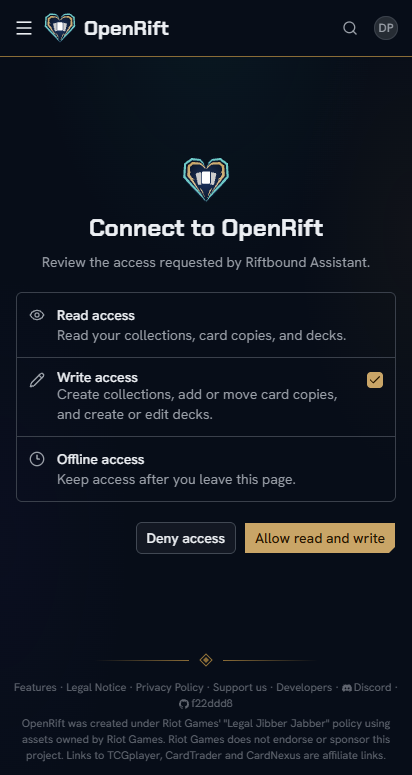 OpenRift
DP
Connect to OpenRift
Review the access requested by Riftbound Assistant.
Read access
Read your collections, card copies, and decks.
Write access
Create collections, add or move card copies,
and create or edit decks.
Offline access
Keep access after you leave this page.
Deny access
Allow read and write
Features · Legal Notice · Privacy Policy · Support us · Developers · Discord ·
f22ddd8
OpenRift was created under Riot Games' "Legal Jibber Jabber" policy using
assets owned by Riot Games. Riot Games does not endorse or sponsor this
project. Links to TCGplayer, CardTrader and CardNexus are affiliate links.